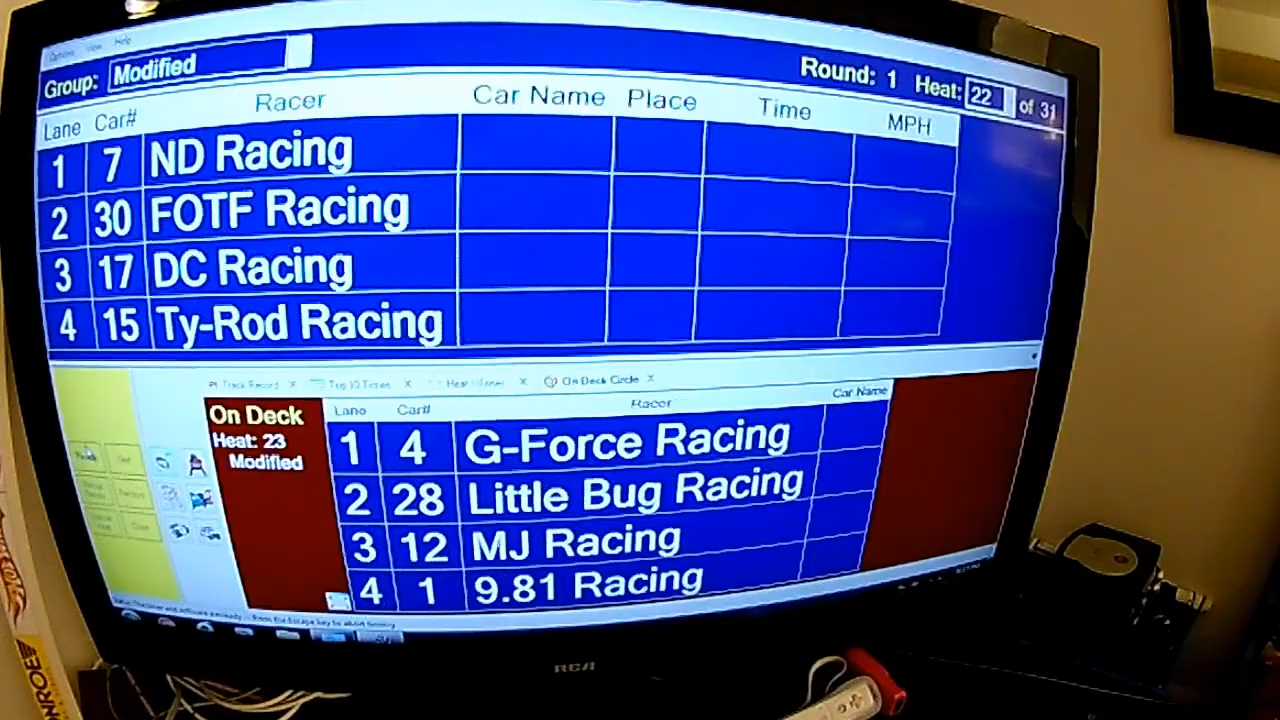 Options View Help
Group: Modified Round: 1 Heat: 22 of 31
Lane Car# Racer Car Name Place Time MPH
1 7 ND Racing
2 30 FOTF Racing
3 17 DC Racing
4 15 Ty-Rod Racing
Track Record Top 10 Times On Deck Circle
On Deck
Heat: 23
Modified
Lane Car# Racer Car Name
1 4 G-Force Racing
2 28 Little Bug Racing
3 12 MJ Racing
4 1 9.81 Racing
RCA